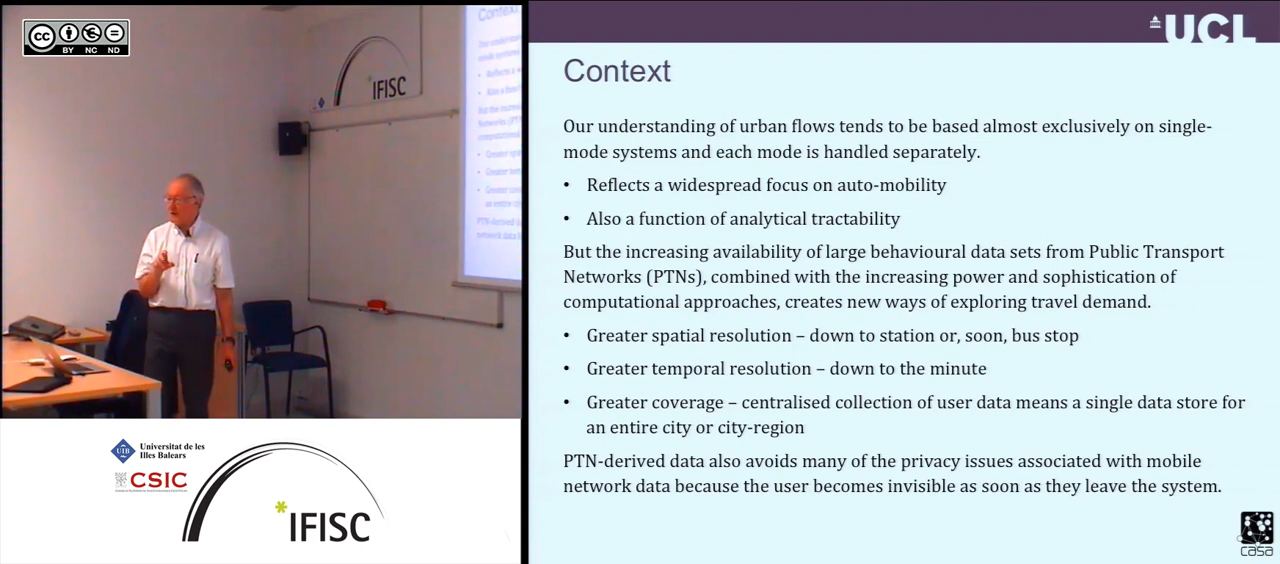 cc
BY NC ND
IFISC
UCL
Context
Our understanding of urban flows tends to be based almost exclusively on single-
mode systems and each mode is handled separately.
• Reflects a widespread focus on auto-mobility
• Also a function of analytical tractability
But the increasing availability of large behavioural data sets from Public Transport
Networks (PTNs), combined with the increasing power and sophistication of
computational approaches, creates new ways of exploring travel demand.
• Greater spatial resolution – down to station or, soon, bus stop
• Greater temporal resolution – down to the minute
• Greater coverage – centralised collection of user data means a single data store for
an entire city or city-region
PTN-derived data also avoids many of the privacy issues associated with mobile
network data because the user becomes invisible as soon as they leave the system.
casa
UIB
Universitat de les
Illes Balears
CSIC
IFISC